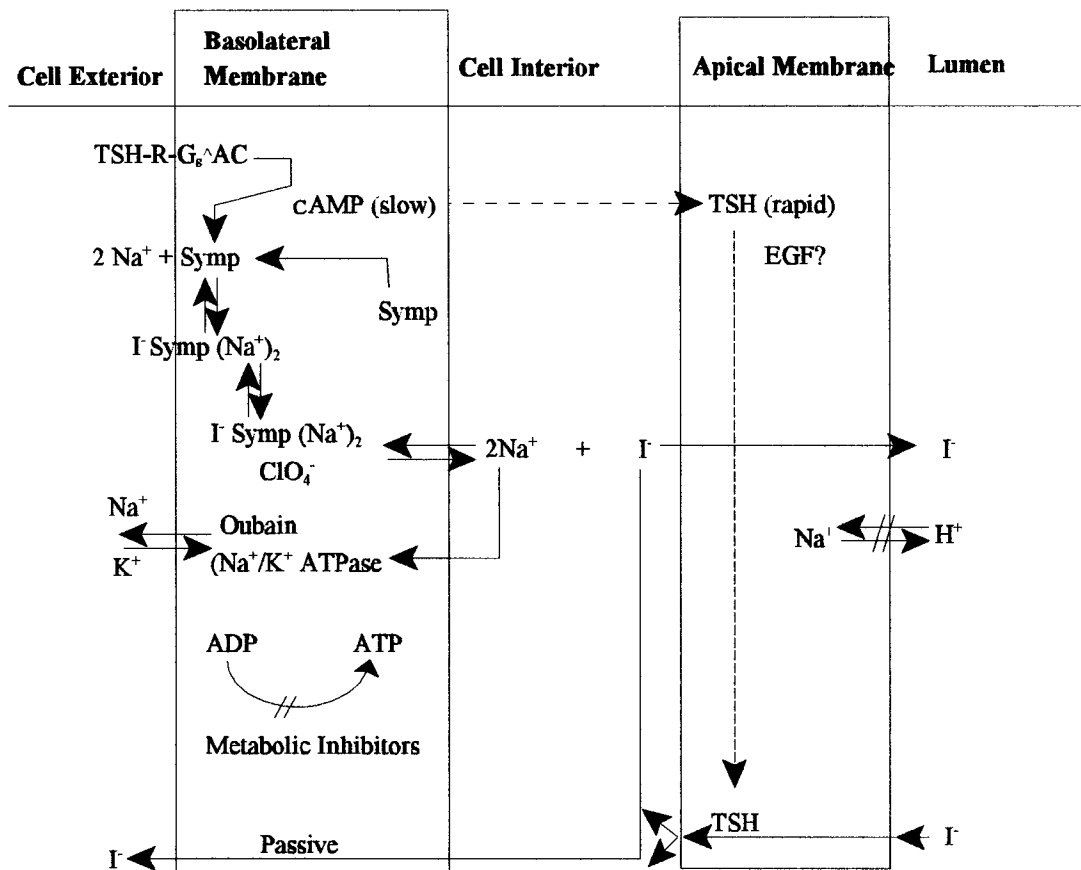 Cell Exterior
Basolateral
Membrane
Cell Interior
Apical Membrane
Lumen
TSH-R-Gs^AC
cAMP (slow)
TSH (rapid)
2 Na+ + Symp
EGF?
Symp
I- Symp (Na+)2
I- Symp (Na+)2
2Na+ + I-
I-
ClO4-
Na+
Oubain
K+
(Na+/K+ ATPase
Na+
H+
ADP
ATP
Metabolic Inhibitors
TSH
I-
Passive
I-